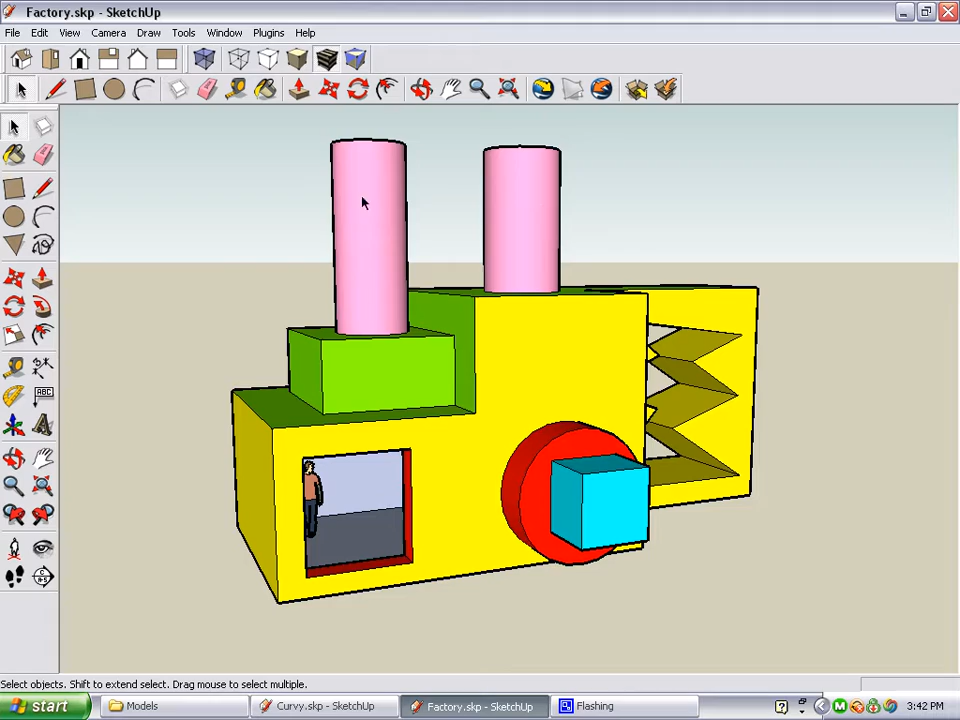 Factory.skp - SketchUp
File Edit View Camera Draw Tools Window Plugins Help
ABC
Select objects. Shift to extend select. Drag mouse to select multiple.
start Models Curvy.skp - SketchUp Factory.skp - SketchUp Flashing 3:42 PM